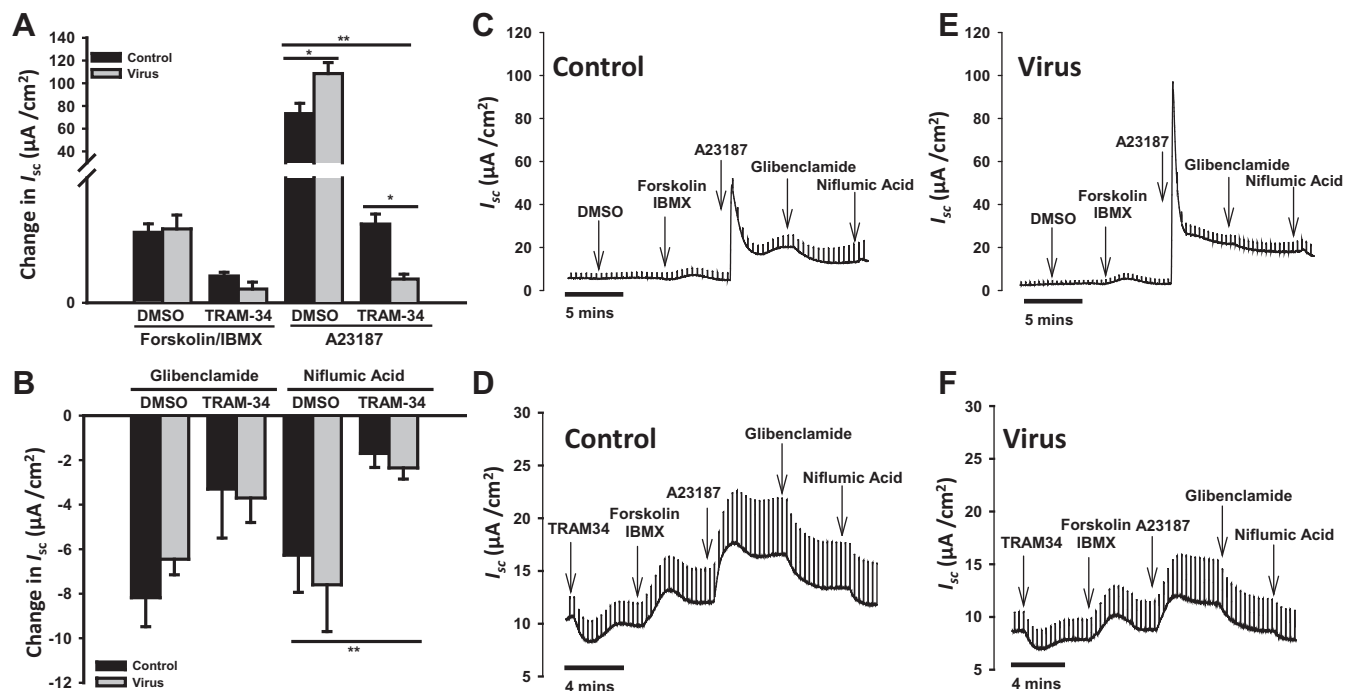 A
Change in Isc (µA /cm²)
140
120
100
80
60
40
0
Control
Virus
**
*
*
DMSO TRAM-34 DMSO TRAM-34
Forskolin/IBMX A23187
B
Change in Isc (µA /cm²)
Glibenclamide Niflumic Acid
DMSO TRAM-34 DMSO TRAM-34
0
-2
-4
-6
-8
-10
-12
**
Control
Virus
C
Control
Isc (µA /cm²)
120
100
80
60
40
20
0
A23187
Glibenclamide
Forskolin
IBMX
Niflumic Acid
DMSO
5 mins
D
Control
Isc (µA /cm²)
30
25
20
15
10
5
Glibenclamide
A23187
Niflumic Acid
Forskolin
IBMX
TRAM34
4 mins
E
Virus
Isc (µA /cm²)
120
100
80
60
40
20
0
A23187
Glibenclamide
Forskolin
IBMX
Niflumic Acid
DMSO
5 mins
F
Virus
Isc (µA /cm²)
30
25
20
15
10
5
Glibenclamide
Forskolin
IBMX
A23187
Niflumic Acid
TRAM34
4 mins